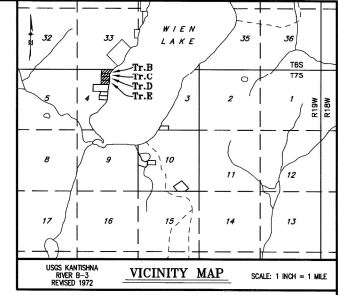 32 33 WIEN 35 36
LAKE
T6S
T7S
Tr.B
Tr.C
Tr.D
Tr.E
5 4 3 2 1
R19W
R18W
8 9 10 11 12
17 16 15 14 13
USGS KANTISHNA
RIVER B-3
REVISED 1972
VICINITY MAP
SCALE: 1 INCH = 1 MILE